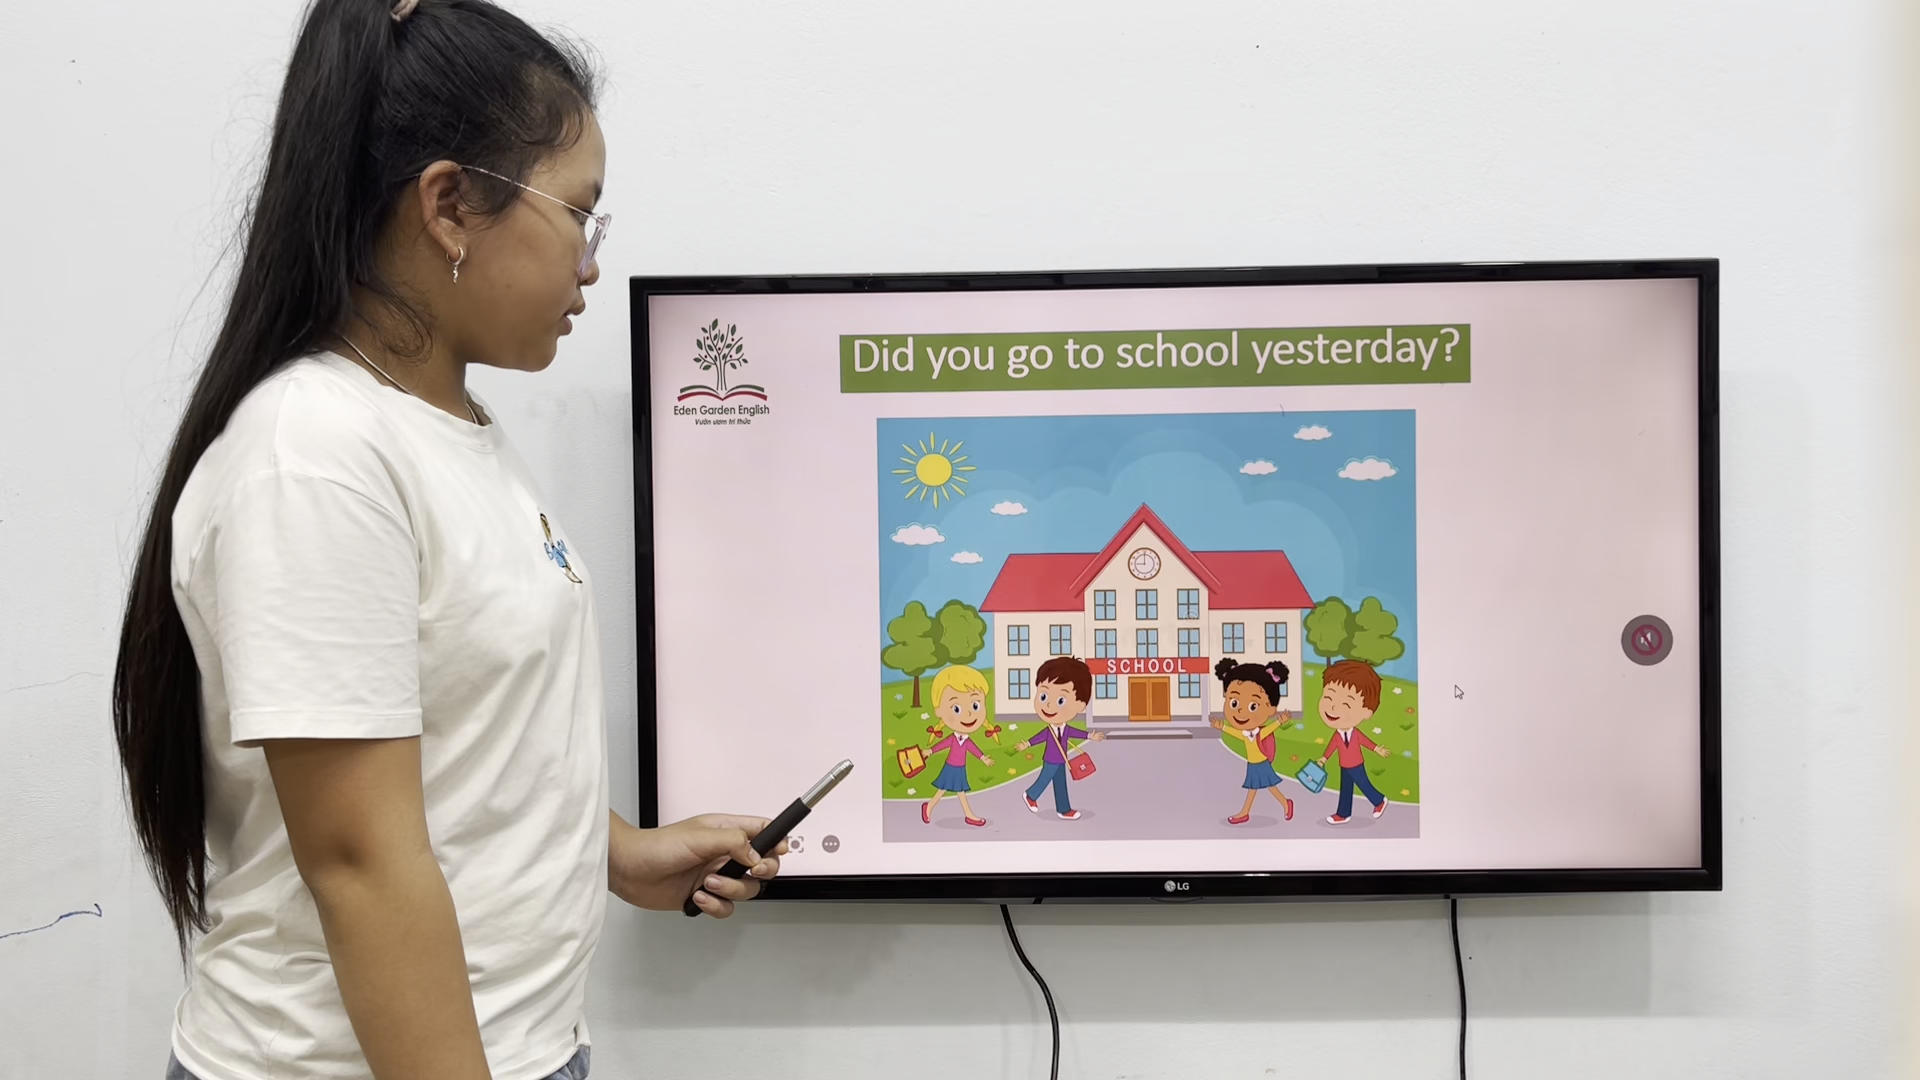 Did you go to school yesterday?
Eden Garden English
Vườn ươm tri thức
SCHOOL
LG